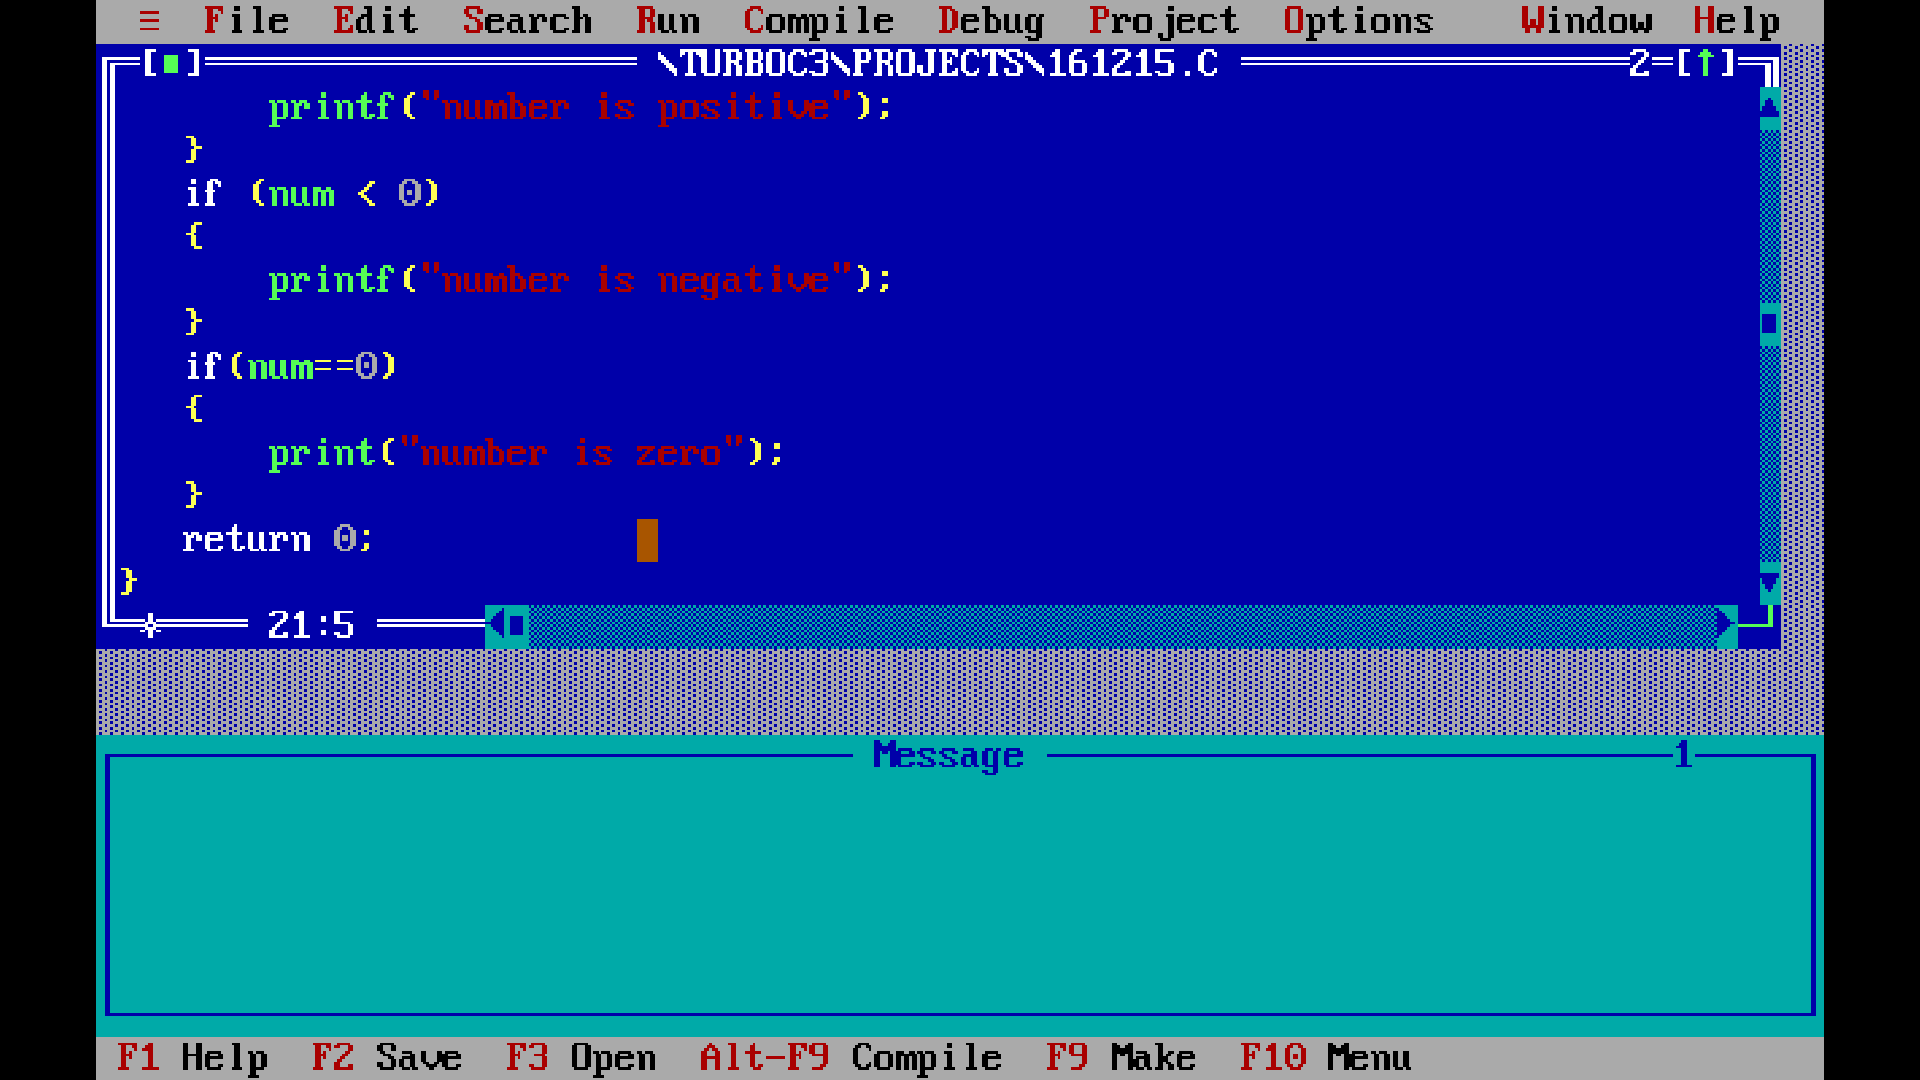 ≡ File Edit Search Run Compile Debug Project Options Window Help
[■] \TURBOC3\PROJECTS\161215.C 2=[↑]
printf("number is positive");
}
if (num < 0)
{
printf("number is negative");
}
if(num==0)
{
print("number is zero");
}
return 0;
}
21:5
Message 1
F1 Help F2 Save F3 Open Alt-F9 Compile F9 Make F10 Menu